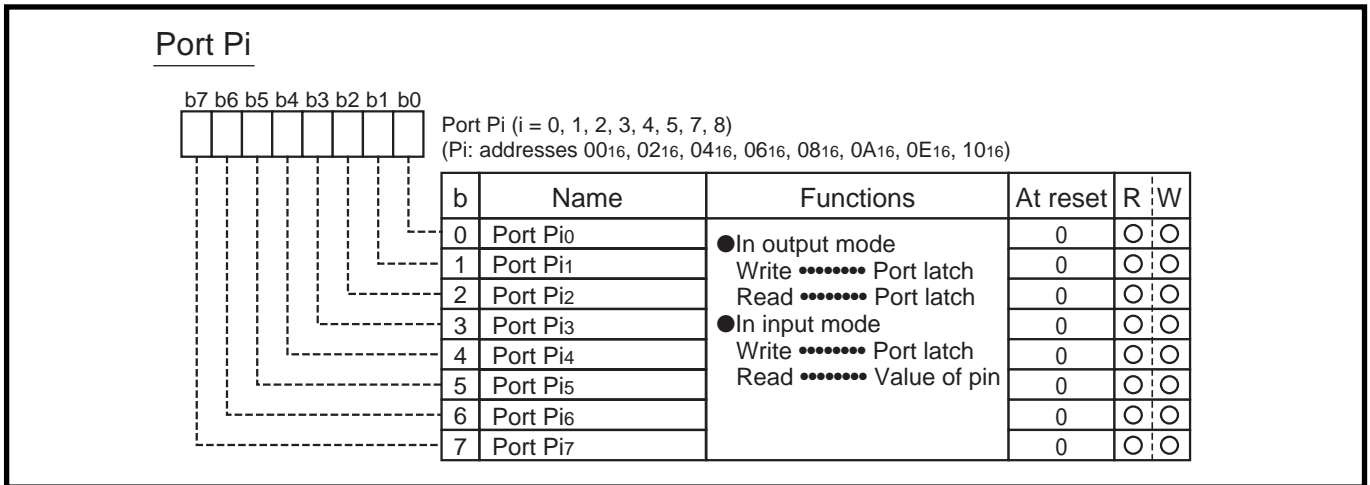 Port Pi
b7 b6 b5 b4 b3 b2 b1 b0
Port Pi (i = 0, 1, 2, 3, 4, 5, 7, 8)
(Pi: addresses 0016, 0216, 0416, 0616, 0816, 0A16, 0E16, 1016)
b Name Functions At reset R W
0 Port Pi0 0 O O
1 Port Pi1 0 O O
2 Port Pi2 0 O O
3 Port Pi3 0 O O
4 Port Pi4 0 O O
5 Port Pi5 0 O O
6 Port Pi6 0 O O
7 Port Pi7 0 O O
●In output mode
Write •••••••• Port latch
Read •••••••• Port latch
●In input mode
Write •••••••• Port latch
Read •••••••• Value of pin